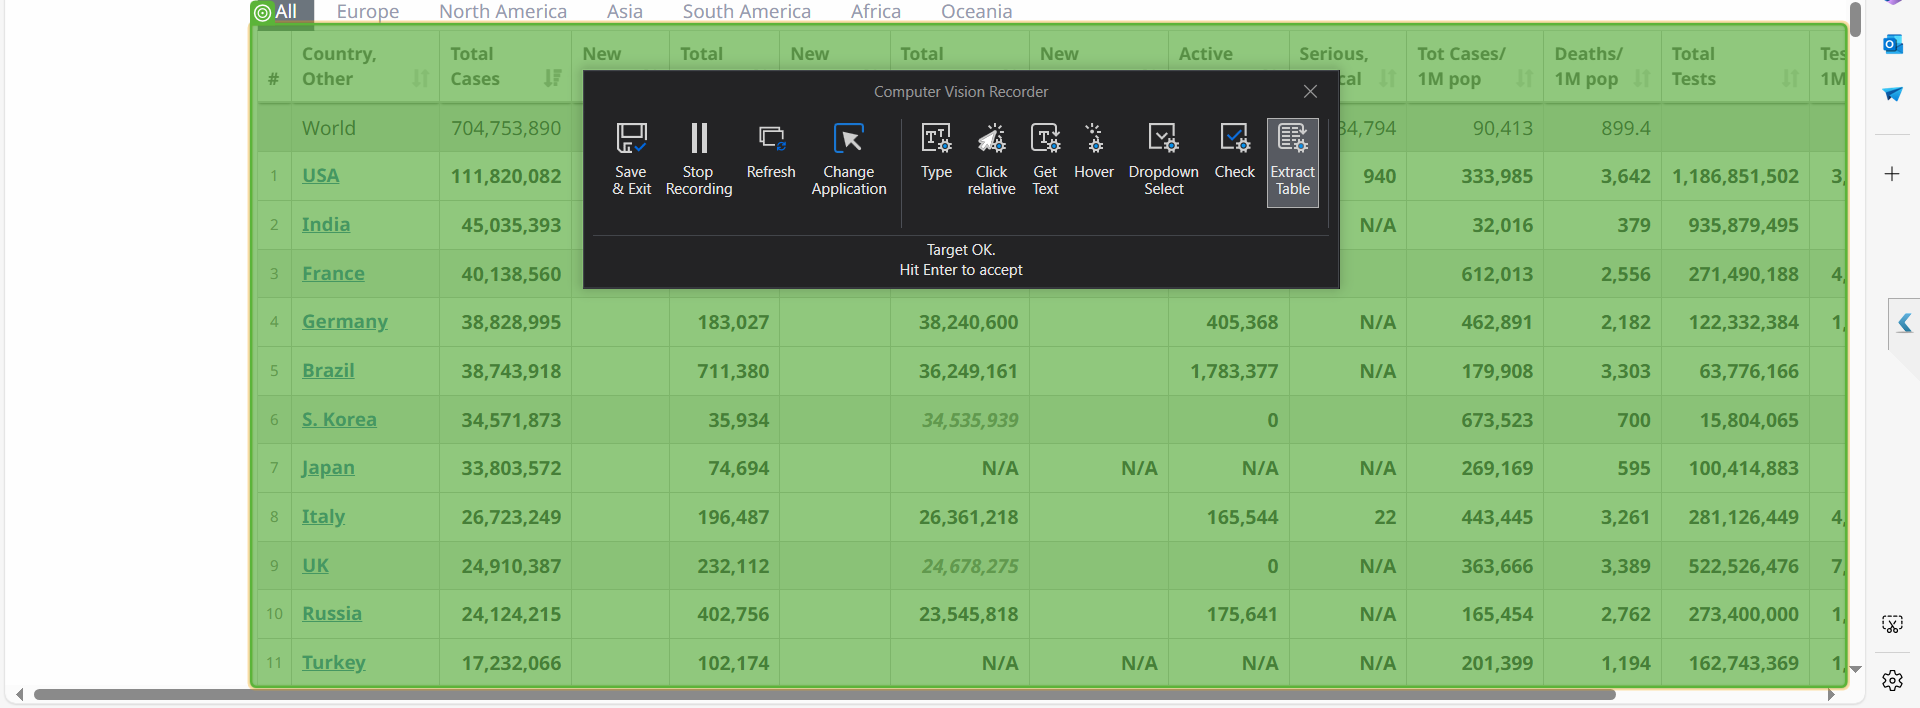 All Europe North America Asia South America Africa Oceania
# Country, Other Total Cases New Total New Total New Active Serious, Tot Cases/ 1M pop Deaths/ 1M pop Total Tests
World 704,753,890 90,413 899.4
1 USA 111,820,082 940 333,985 3,642 1,186,851,502 3,
2 India 45,035,393 N/A 32,016 379 935,879,495
3 France 40,138,560 612,013 2,556 271,490,188 4,
4 Germany 38,828,995 183,027 38,240,600 405,368 N/A 462,891 2,182 122,332,384 1,
5 Brazil 38,743,918 711,380 36,249,161 1,783,377 N/A 179,908 3,303 63,776,166
6 S. Korea 34,571,873 35,934 34,535,939 0 673,523 700 15,804,065
7 Japan 33,803,572 74,694 N/A N/A N/A N/A 269,169 595 100,414,883
8 Italy 26,723,249 196,487 26,361,218 165,544 22 443,445 3,261 281,126,449 4,
9 UK 24,910,387 232,112 24,678,275 0 N/A 363,666 3,389 522,526,476 7,
10 Russia 24,124,215 402,756 23,545,818 175,641 N/A 165,454 2,762 273,400,000 1,
11 Turkey 17,232,066 102,174 N/A N/A N/A N/A 201,399 1,194 162,743,369 1,
Computer Vision Recorder
Save & Exit
Stop Recording
Refresh
Change Application
Type
Click relative
Get Text
Hover
Dropdown Select
Check
Extract Table
Target OK.
Hit Enter to accept